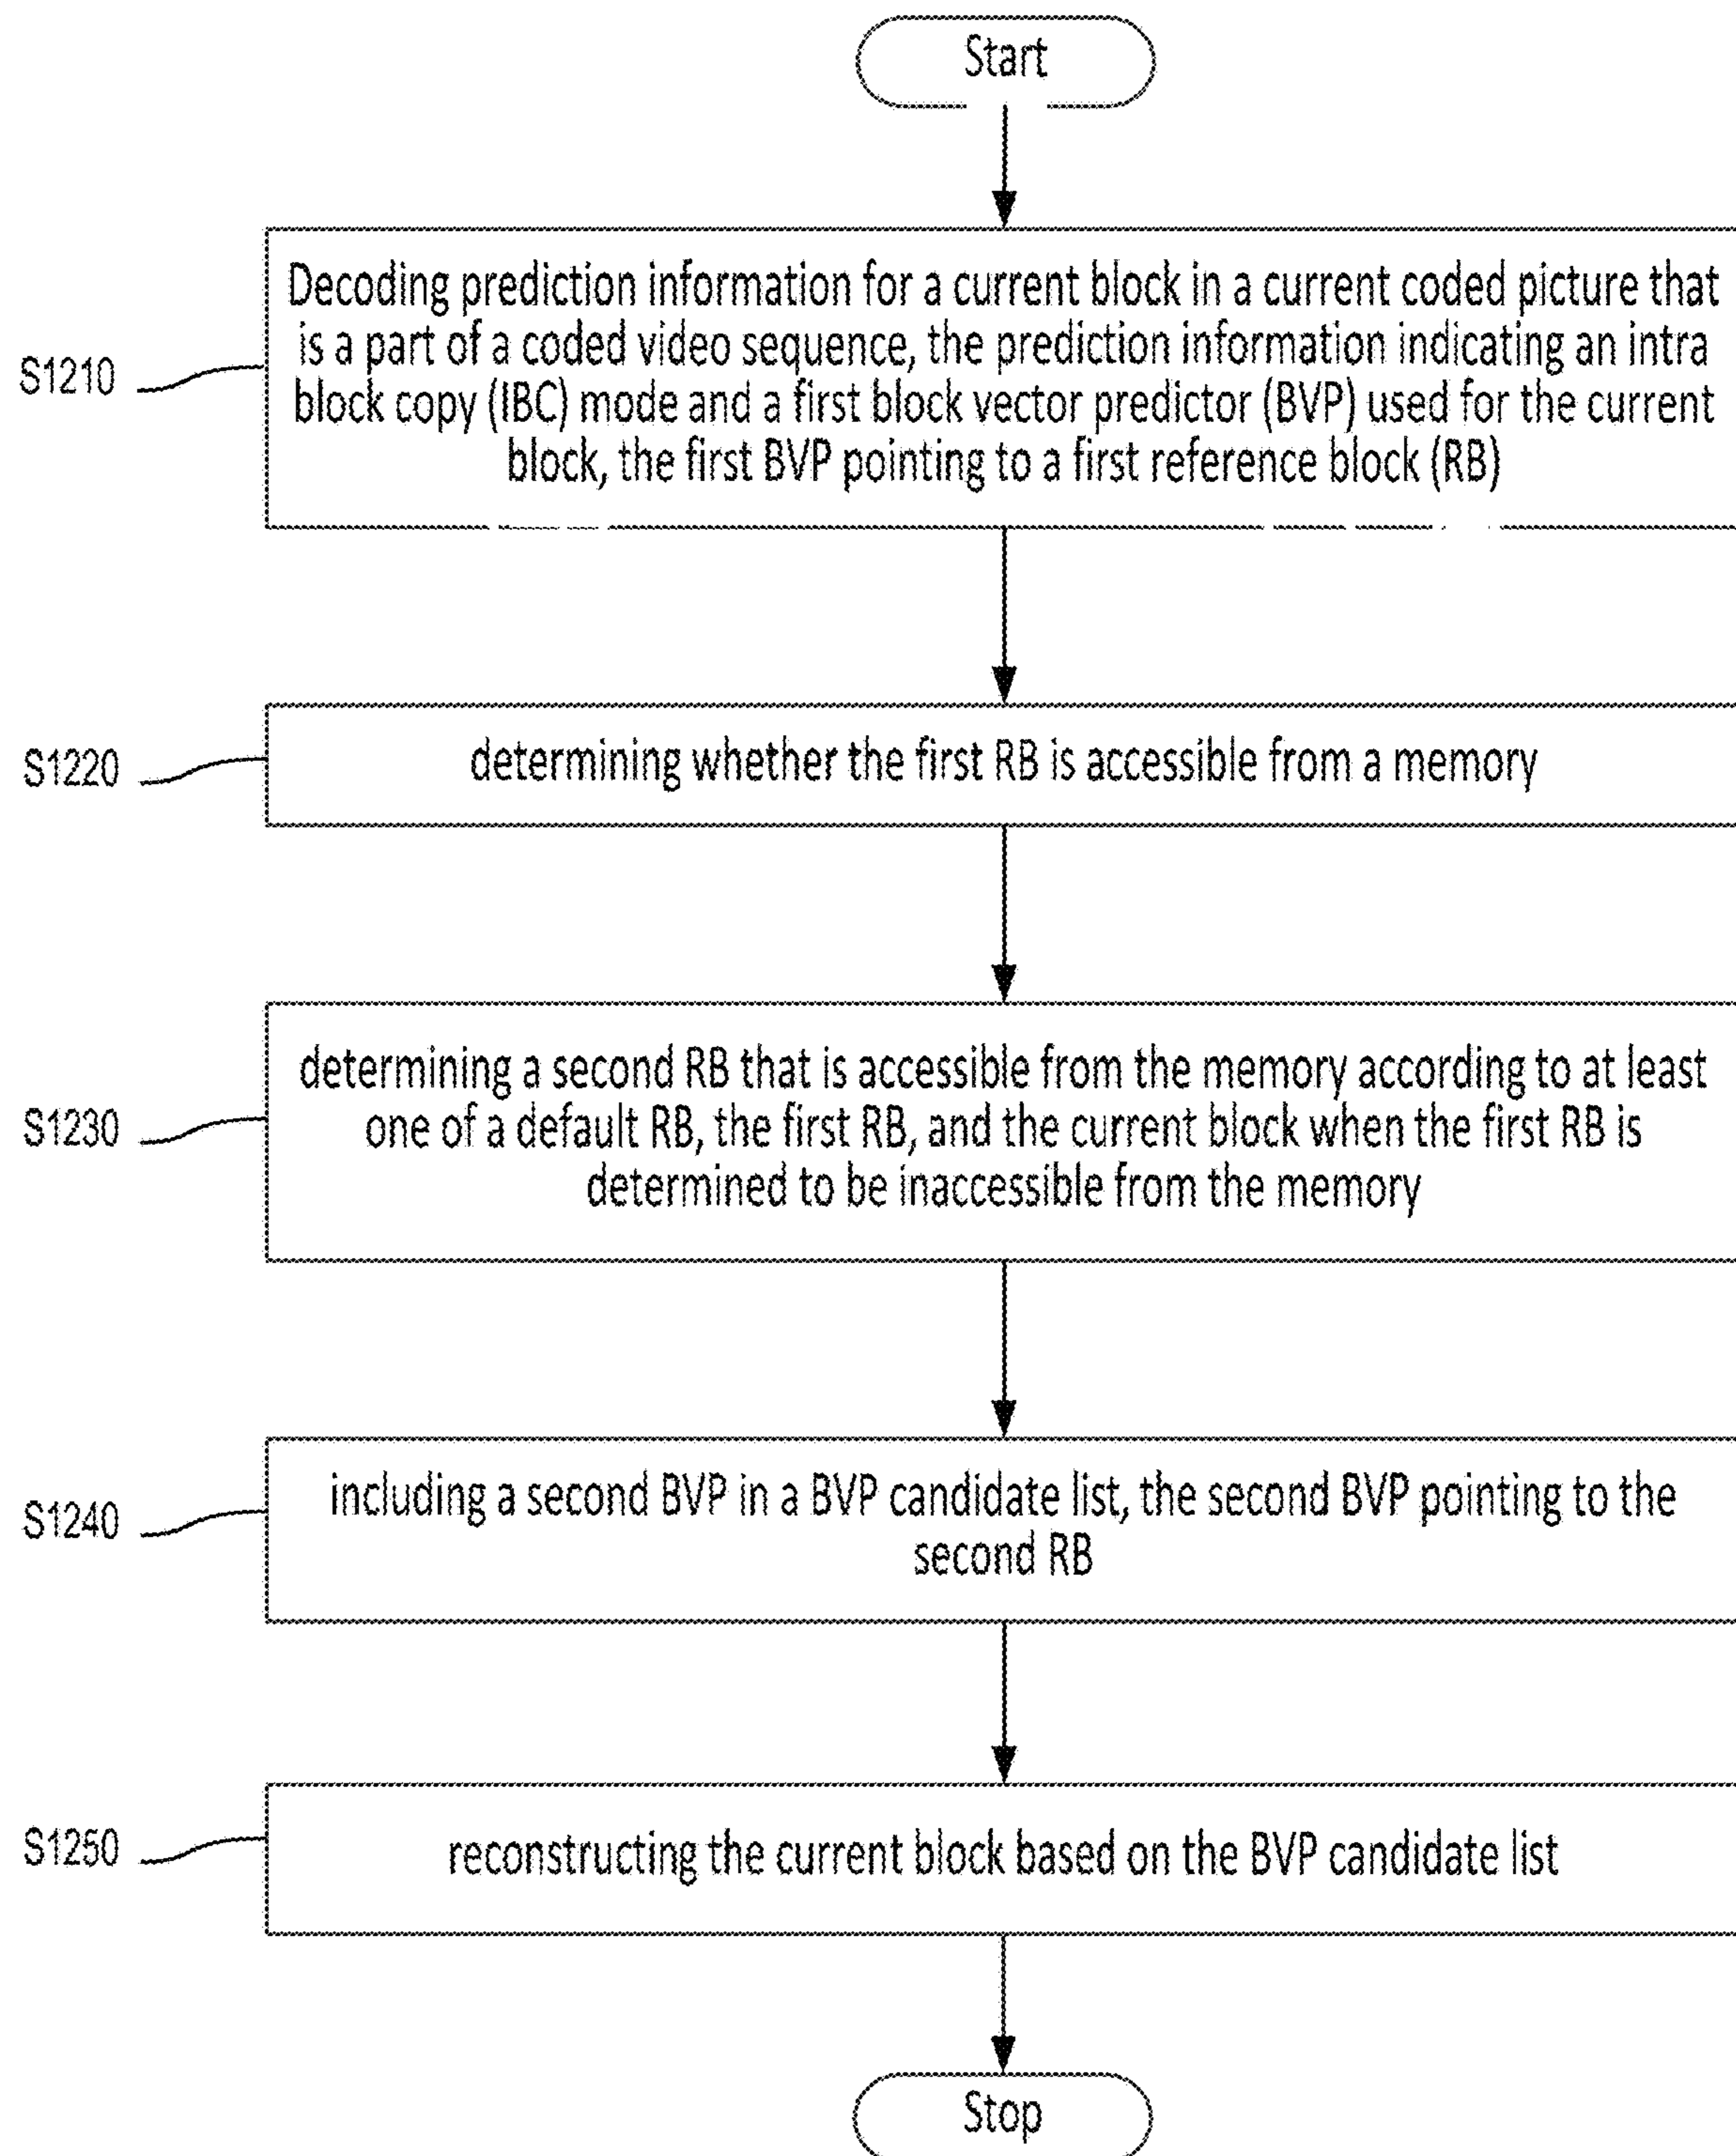 Start
Decoding prediction information for a current block in a current coded picture that
is a part of a coded video sequence, the prediction information indicating an intra
block copy (IBC) mode and a first block vector predictor (BVP) used for the current
block, the first BVP pointing to a first reference block (RB)
S1210
determining whether the first RB is accessible from a memory
S1220
determining a second RB that is accessible from the memory according to at least
one of a default RB, the first RB, and the current block when the first RB is
determined to be inaccessible from the memory
S1230
including a second BVP in a BVP candidate list, the second BVP pointing to the
second RB
S1240
reconstructing the current block based on the BVP candidate list
S1250
Stop